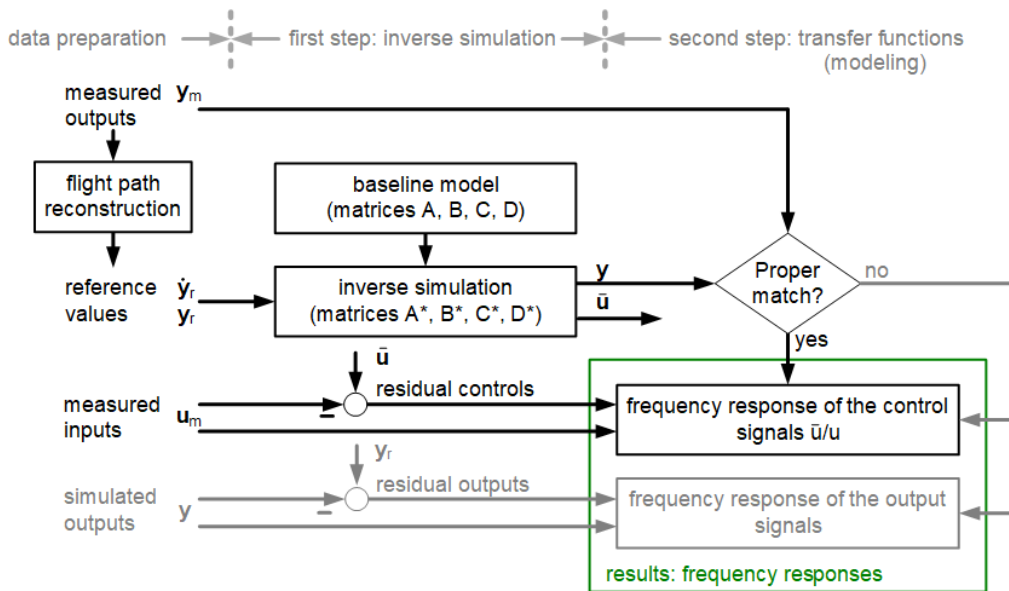 data preparation
first step: inverse simulation
second step: transfer functions
(modeling)
measured
outputs
yₘ
flight path
reconstruction
baseline model
(matrices A, B, C, D)
reference
values
ẏᵣ
yᵣ
inverse simulation
(matrices A*, B*, C*, D*)
y
ū
Proper
match?
no
yes
ū
residual controls
measured
inputs
uₘ
frequency response of the control
signals ū/u
yᵣ
residual outputs
simulated
outputs
y
frequency response of the output
signals
results: frequency responses